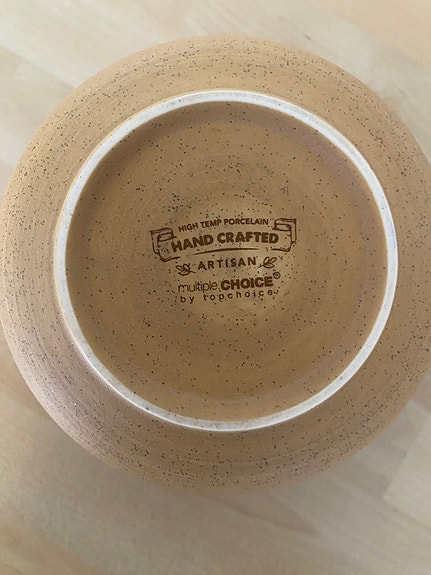 HIGH TEMP PORCELAIN
HAND CRAFTED
ARTISAN
multiple CHOICE®
by topchoice